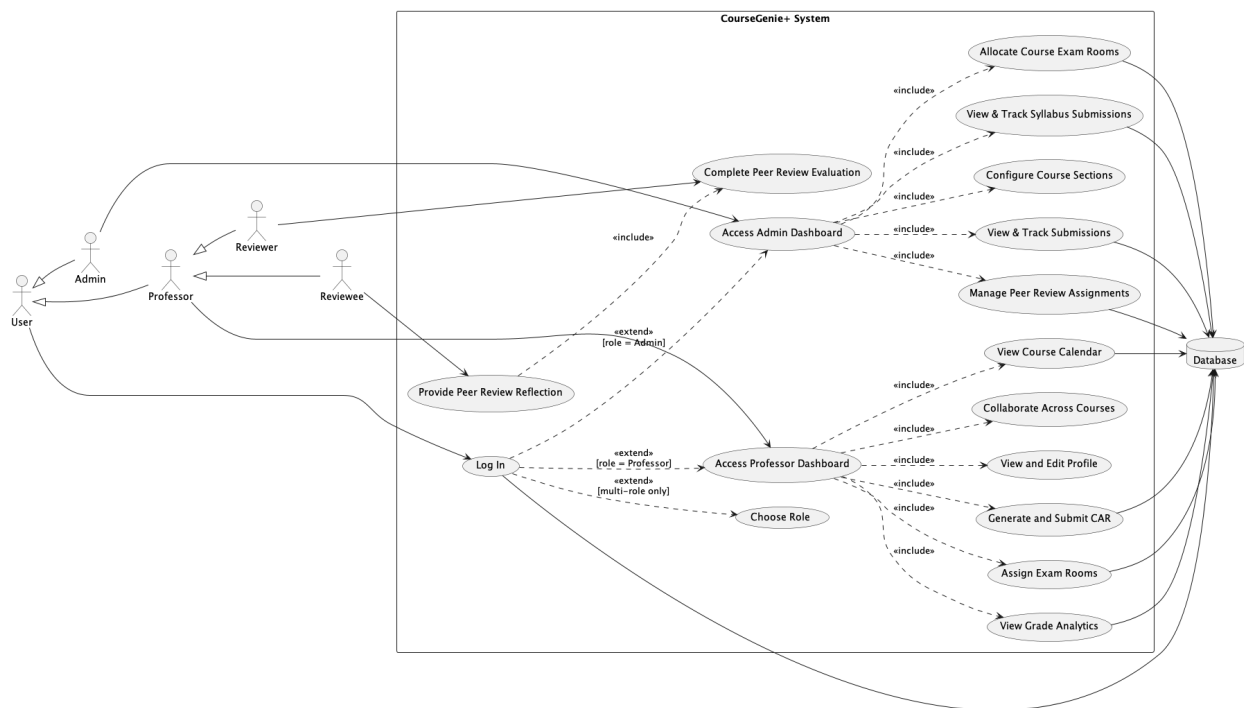 CourseGenie+ System
Allocate Course Exam Rooms
«include»
View & Track Syllabus Submissions
«include»
Complete Peer Review Evaluation
Configure Course Sections
«include»
Reviewer
«include»
Access Admin Dashboard
«include»
View & Track Submissions
Admin
«include»
Professor
Reviewee
Manage Peer Review Assignments
User
«extend»
[role = Admin]
View Course Calendar
Database
Provide Peer Review Reflection
«include»
Collaborate Across Courses
«include»
Log In
«extend»
[role = Professor]
Access Professor Dashboard
«include»
View and Edit Profile
«extend»
[multi-role only]
«include»
Choose Role
Generate and Submit CAR
«include»
Assign Exam Rooms
«include»
View Grade Analytics